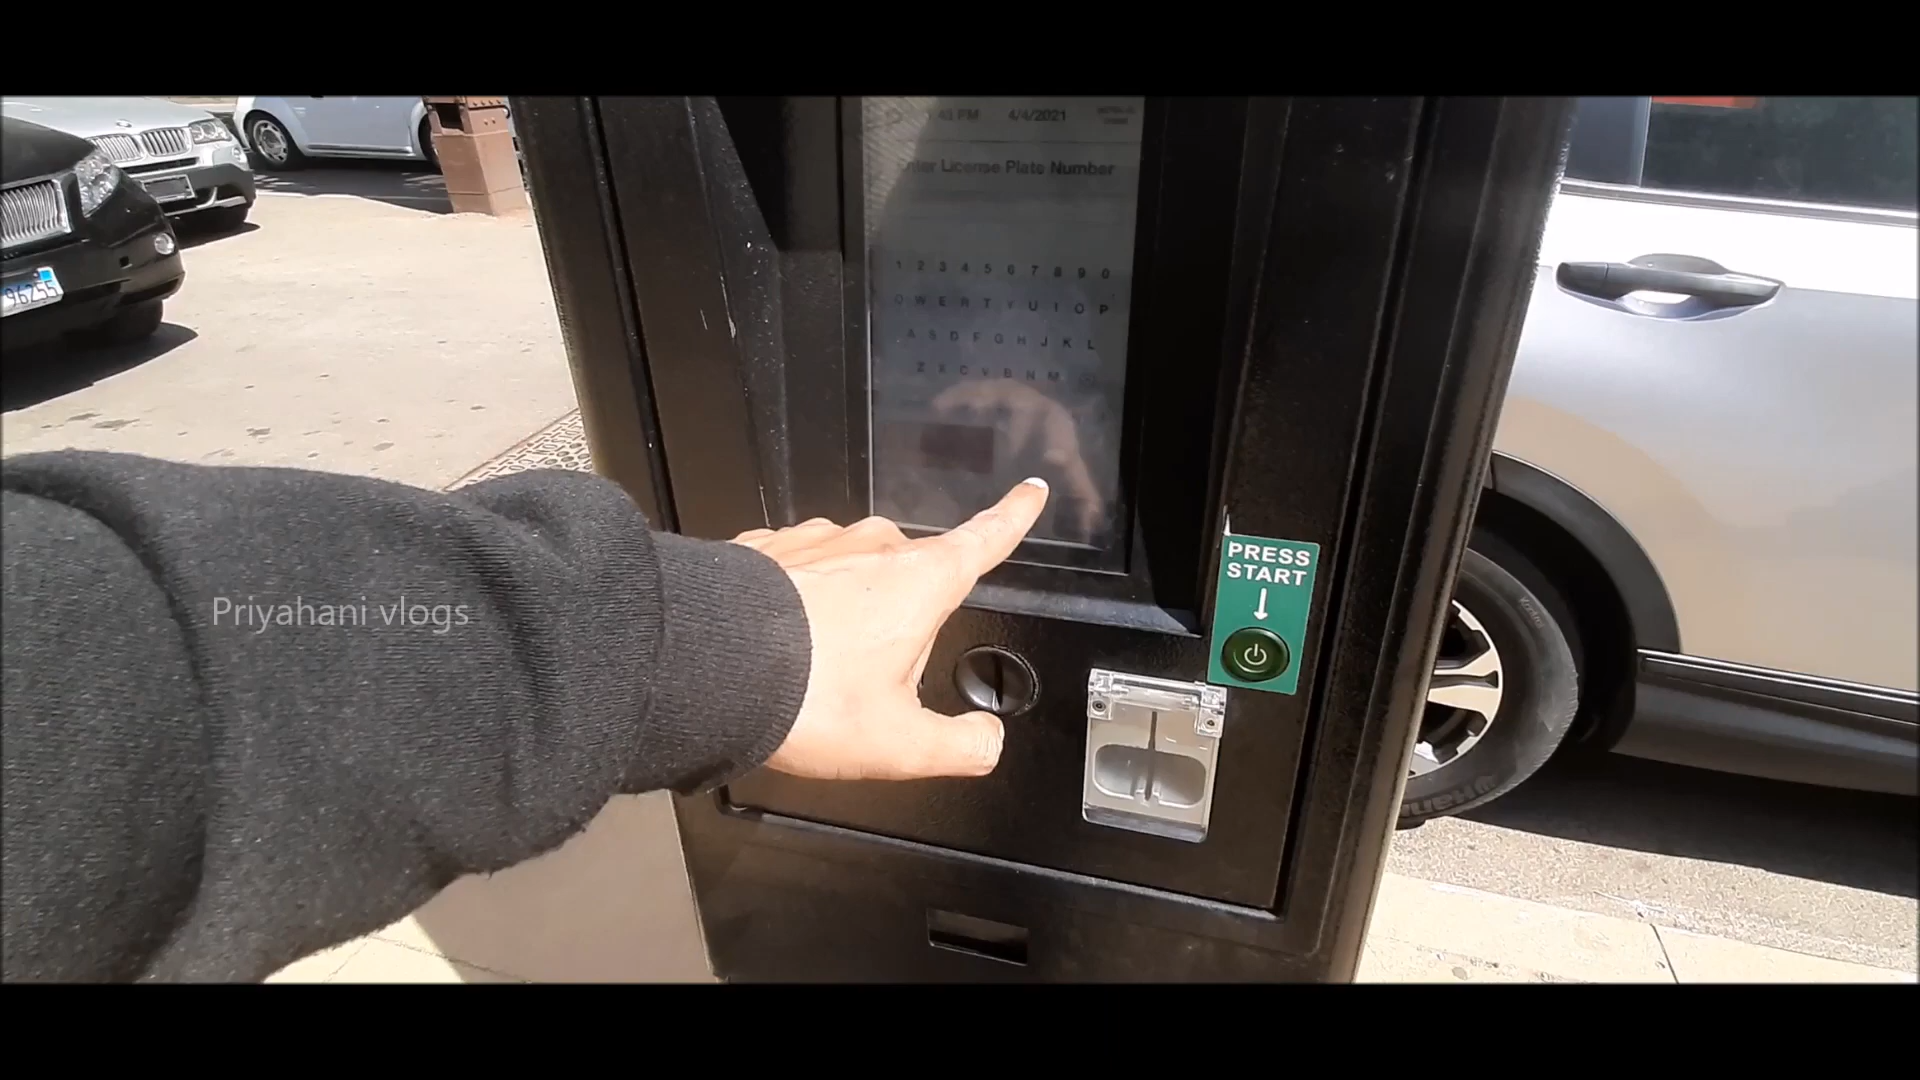 :43 PM 4/4/2021
Enter License Plate Number
1 2 3 4 5 6 7 8 9 0
Q W E R T Y U I O P
A S D F G H J K L
Z X C V B N M
PRESS
START
96255
Priyahani vlogs